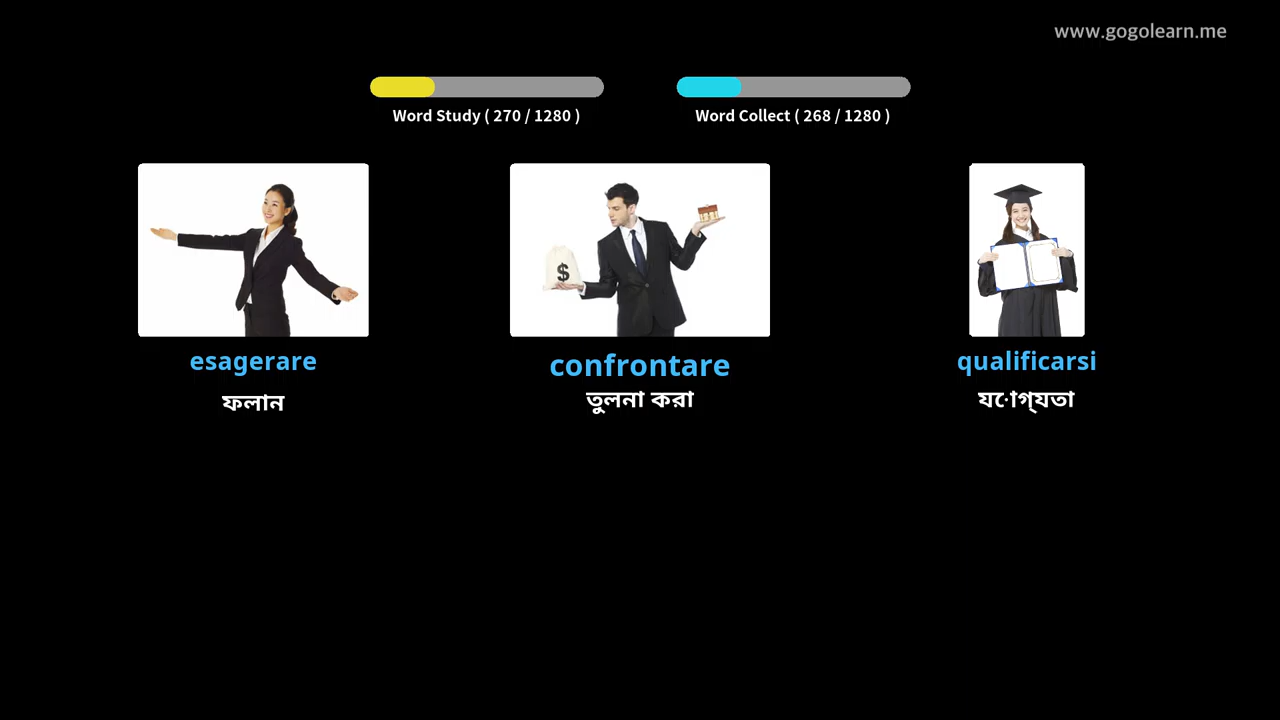 www.gogolearn.me
Word Study ( 270 / 1280 )
Word Collect ( 268 / 1280 )
$
esagerare
confrontare
qualificarsi
ফলান
তুলনা করা
যোগ্যতা